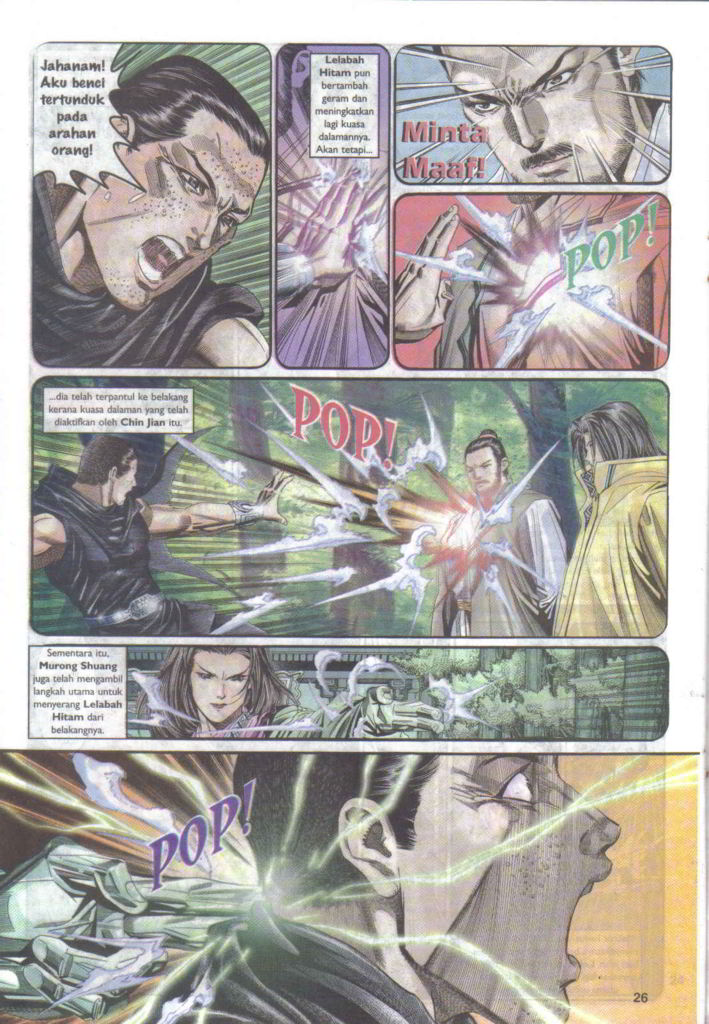 Jahanam!
Aku benci
tertunduk
pada
arahan
orang!
Lelabah
Hitam pun
bertambah
geram dan
meningkatkan
lagi kuasa
dalamannya.
Akan tetapi...
Minta
Maaf!
POP!
...dia telah terpantul ke belakang
kerana kuasa dalaman yang telah
diaktifkan oleh Chin Jian itu.
POP!
Sementara itu,
Murong Shuang
juga telah mengambil
langkah utama untuk
menyerang Lelabah
Hitam dari
belakangnya.
POP!
26